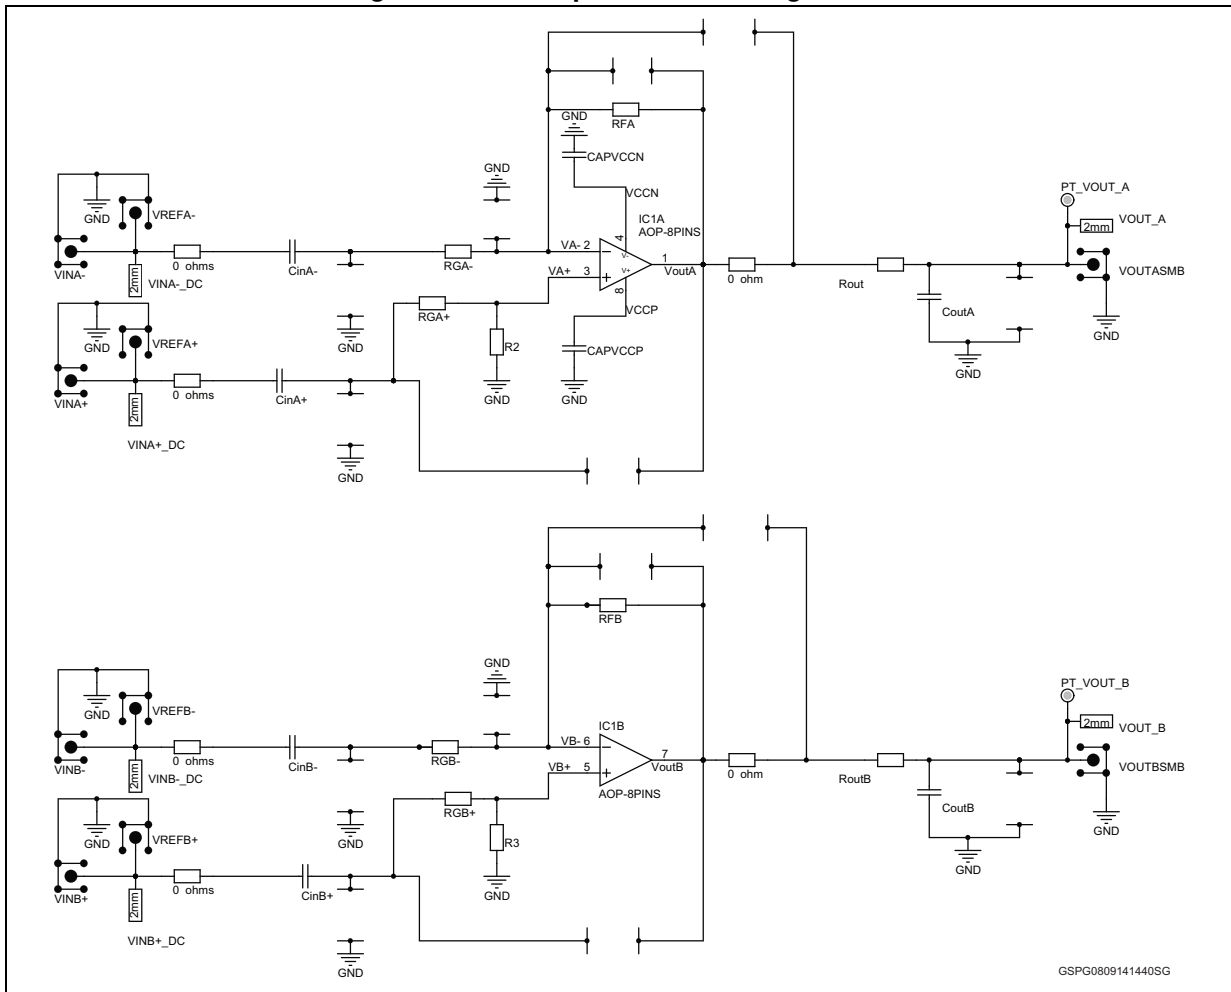 GND
RFA
GND
CAPVCCN
GND
VCCN
PT_VOUT_A
VREFA-
GND
IC1A
AOP-8PINS
VOUT_A
2mm
4
V-
VA- 2
1
VINA-
0 ohms
CinA-
RGA-
VoutA
0 ohm
Rout
VOUTASMB
VA+ 3
V+
8
2mm
VINA-_DC
RGA+
VCCP
CoutA
GND
VREFA+
GND
GND
R2
CAPVCCP
GND
VINA+
0 ohms
CinA+
2mm
GND
GND
VINA+_DC
GND
RFB
GND
PT_VOUT_B
VREFB-
GND
IC1B
2mm
VOUT_B
VB- 6
7
VINB-
0 ohms
CinB-
RGB-
VB+ 5
VoutB
0 ohm
RoutB
VOUTBSMB
2mm
VINB-_DC
AOP-8PINS
RGB+
CoutB
GND
VREFB+
GND
GND
R3
GND
VINB+
0 ohms
CinB+
GND
2mm
VINB+_DC
GND
GSPG0809141440SG